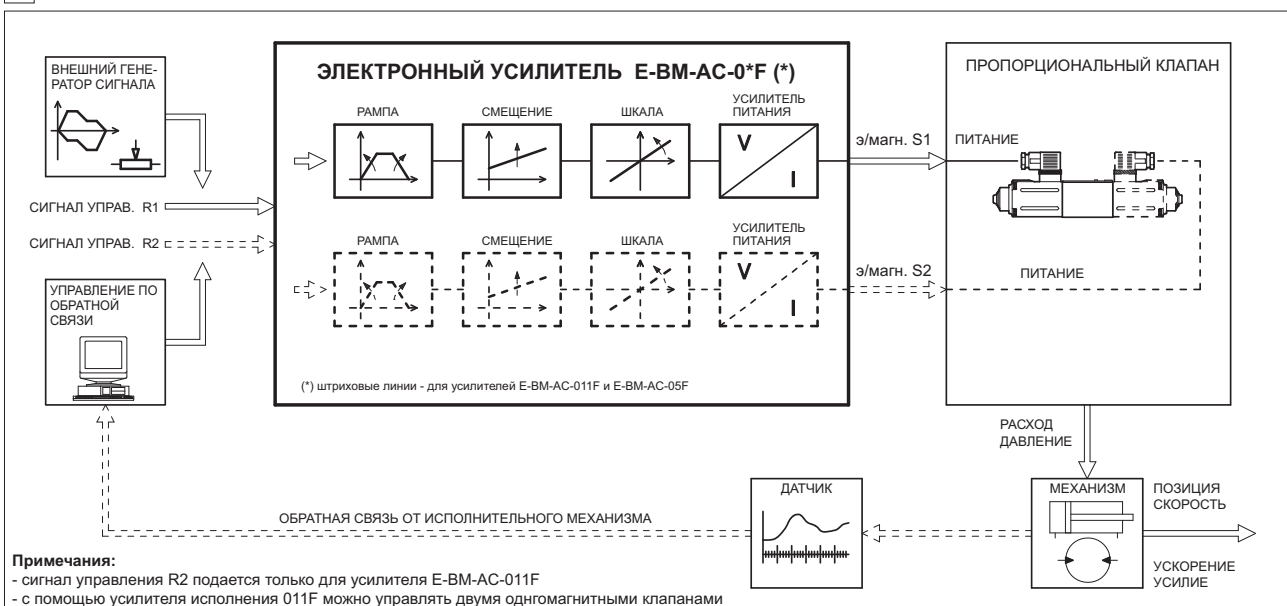 ВНЕШНИЙ ГЕНЕ-
РАТОР СИГНАЛА
СИГНАЛ УПРАВ. R1
СИГНАЛ УПРАВ. R2
УПРАВЛЕНИЕ ПО
ОБРАТНОЙ
СВЯЗИ
ЭЛЕКТРОННЫЙ УСИЛИТЕЛЬ E-BM-AC-0*F (*)
РАМПА
СМЕЩЕНИЕ
ШКАЛА
УСИЛИТЕЛЬ
ПИТАНИЯ
V
I
РАМПА
СМЕЩЕНИЕ
ШКАЛА
УСИЛИТЕЛЬ
ПИТАНИЯ
V
I
(*) штриховые линии - для усилителей E-BM-AC-011F и E-BM-AC-05F
э/магн. S1
э/магн. S2
ПРОПОРЦИОНАЛЬНЫЙ КЛАПАН
ПИТАНИЕ
ПИТАНИЕ
РАСХОД
ДАВЛЕНИЕ
ДАТЧИК
МЕХАНИЗМ
ПОЗИЦИЯ
СКОРОСТЬ
УСКОРЕНИЕ
УСИЛИЕ
ОБРАТНАЯ СВЯЗЬ ОТ ИСПОЛНИТЕЛЬНОГО МЕХАНИЗМА
Примечания:
- сигнал управления R2 подается только для усилителя E-BM-AC-011F
- с помощью усилителя исполнения 011F можно управлять двумя однгомагнитными клапанами